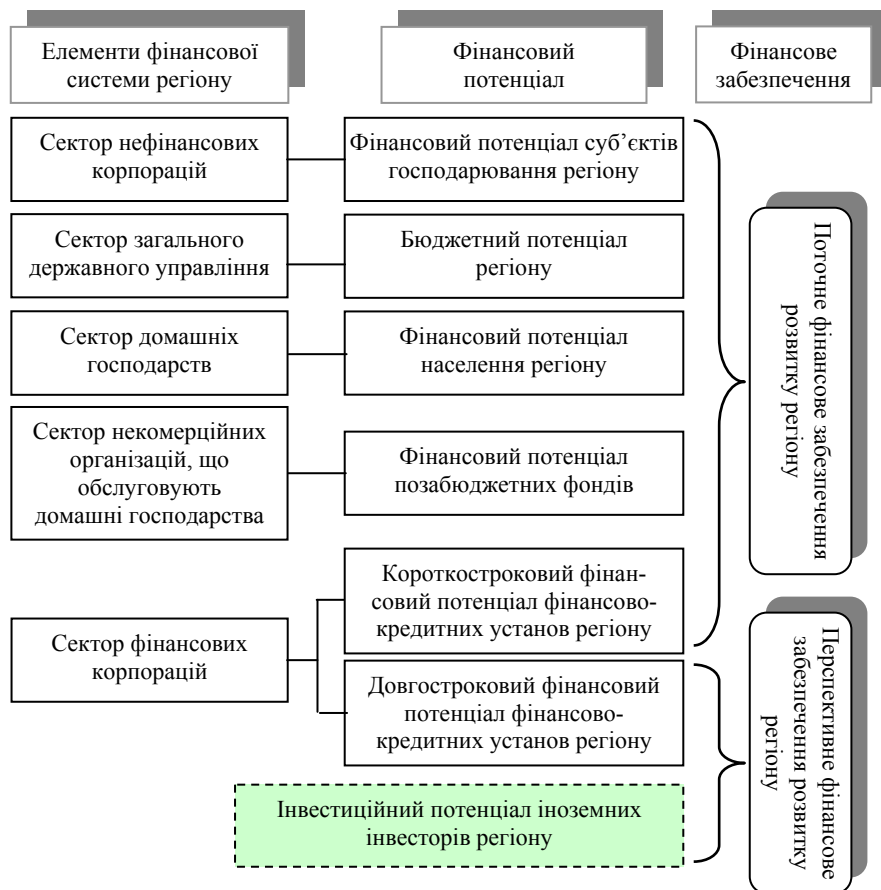 Елементи фінансової
системи регіону
Фінансовий
потенціал
Фінансове
забезпечення
Сектор нефінансових
корпорацій
Фінансовий потенціал суб’єктів
господарювання регіону
Сектор загального
державного управління
Бюджетний потенціал
регіону
Сектор домашніх
господарств
Фінансовий потенціал
населення регіону
Сектор некомерційних
організацій, що
обслуговують
домашні господарства
Фінансовий потенціал
позабюджетних фондів
Сектор фінансових
корпорацій
Короткостроковий фінан-
совий потенціал фінансово-
кредитних установ регіону
Довгостроковий фінансовий
потенціал фінансово-
кредитних установ регіону
Інвестиційний потенціал іноземних
інвесторів регіону
Поточне фінансове забезпечення
розвитку регіону
Перспективне фінансове
забезпечення розвитку
регіону